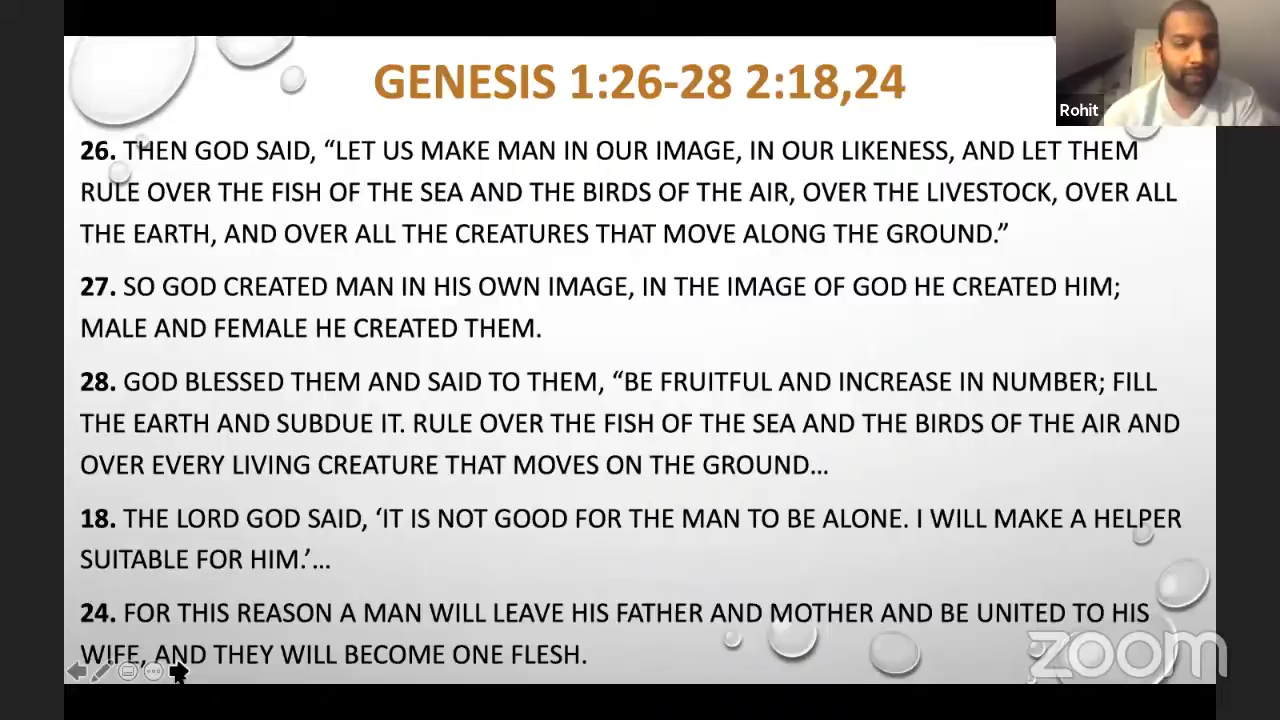 GENESIS 1:26-28 2:18,24
Rohit
26. THEN GOD SAID, “LET US MAKE MAN IN OUR IMAGE, IN OUR LIKENESS, AND LET THEM
RULE OVER THE FISH OF THE SEA AND THE BIRDS OF THE AIR, OVER THE LIVESTOCK, OVER ALL
THE EARTH, AND OVER ALL THE CREATURES THAT MOVE ALONG THE GROUND.”
27. SO GOD CREATED MAN IN HIS OWN IMAGE, IN THE IMAGE OF GOD HE CREATED HIM;
MALE AND FEMALE HE CREATED THEM.
28. GOD BLESSED THEM AND SAID TO THEM, “BE FRUITFUL AND INCREASE IN NUMBER; FILL
THE EARTH AND SUBDUE IT. RULE OVER THE FISH OF THE SEA AND THE BIRDS OF THE AIR AND
OVER EVERY LIVING CREATURE THAT MOVES ON THE GROUND…
18. THE LORD GOD SAID, ‘IT IS NOT GOOD FOR THE MAN TO BE ALONE. I WILL MAKE A HELPER
SUITABLE FOR HIM.’…
24. FOR THIS REASON A MAN WILL LEAVE HIS FATHER AND MOTHER AND BE UNITED TO HIS
WIFE, AND THEY WILL BECOME ONE FLESH.
zoom